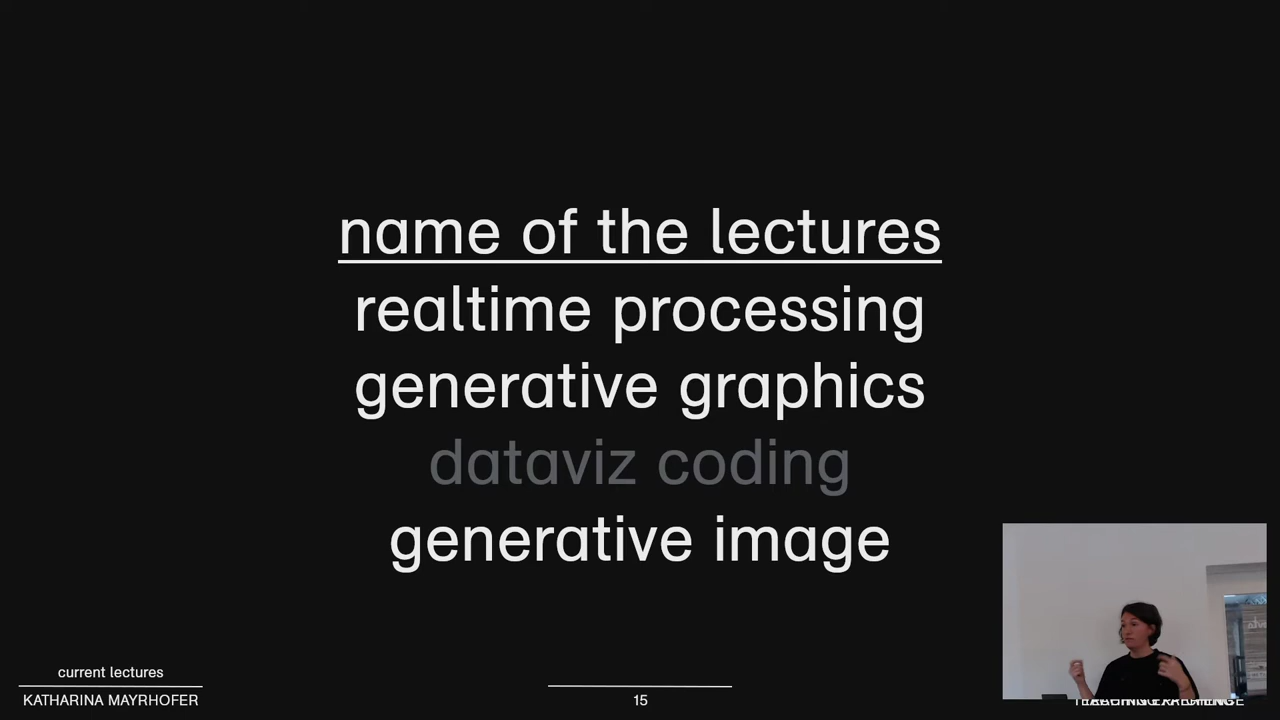 name of the lectures
realtime processing
generative graphics
dataviz coding
generative image
current lectures
KATHARINA MAYRHOFER
15